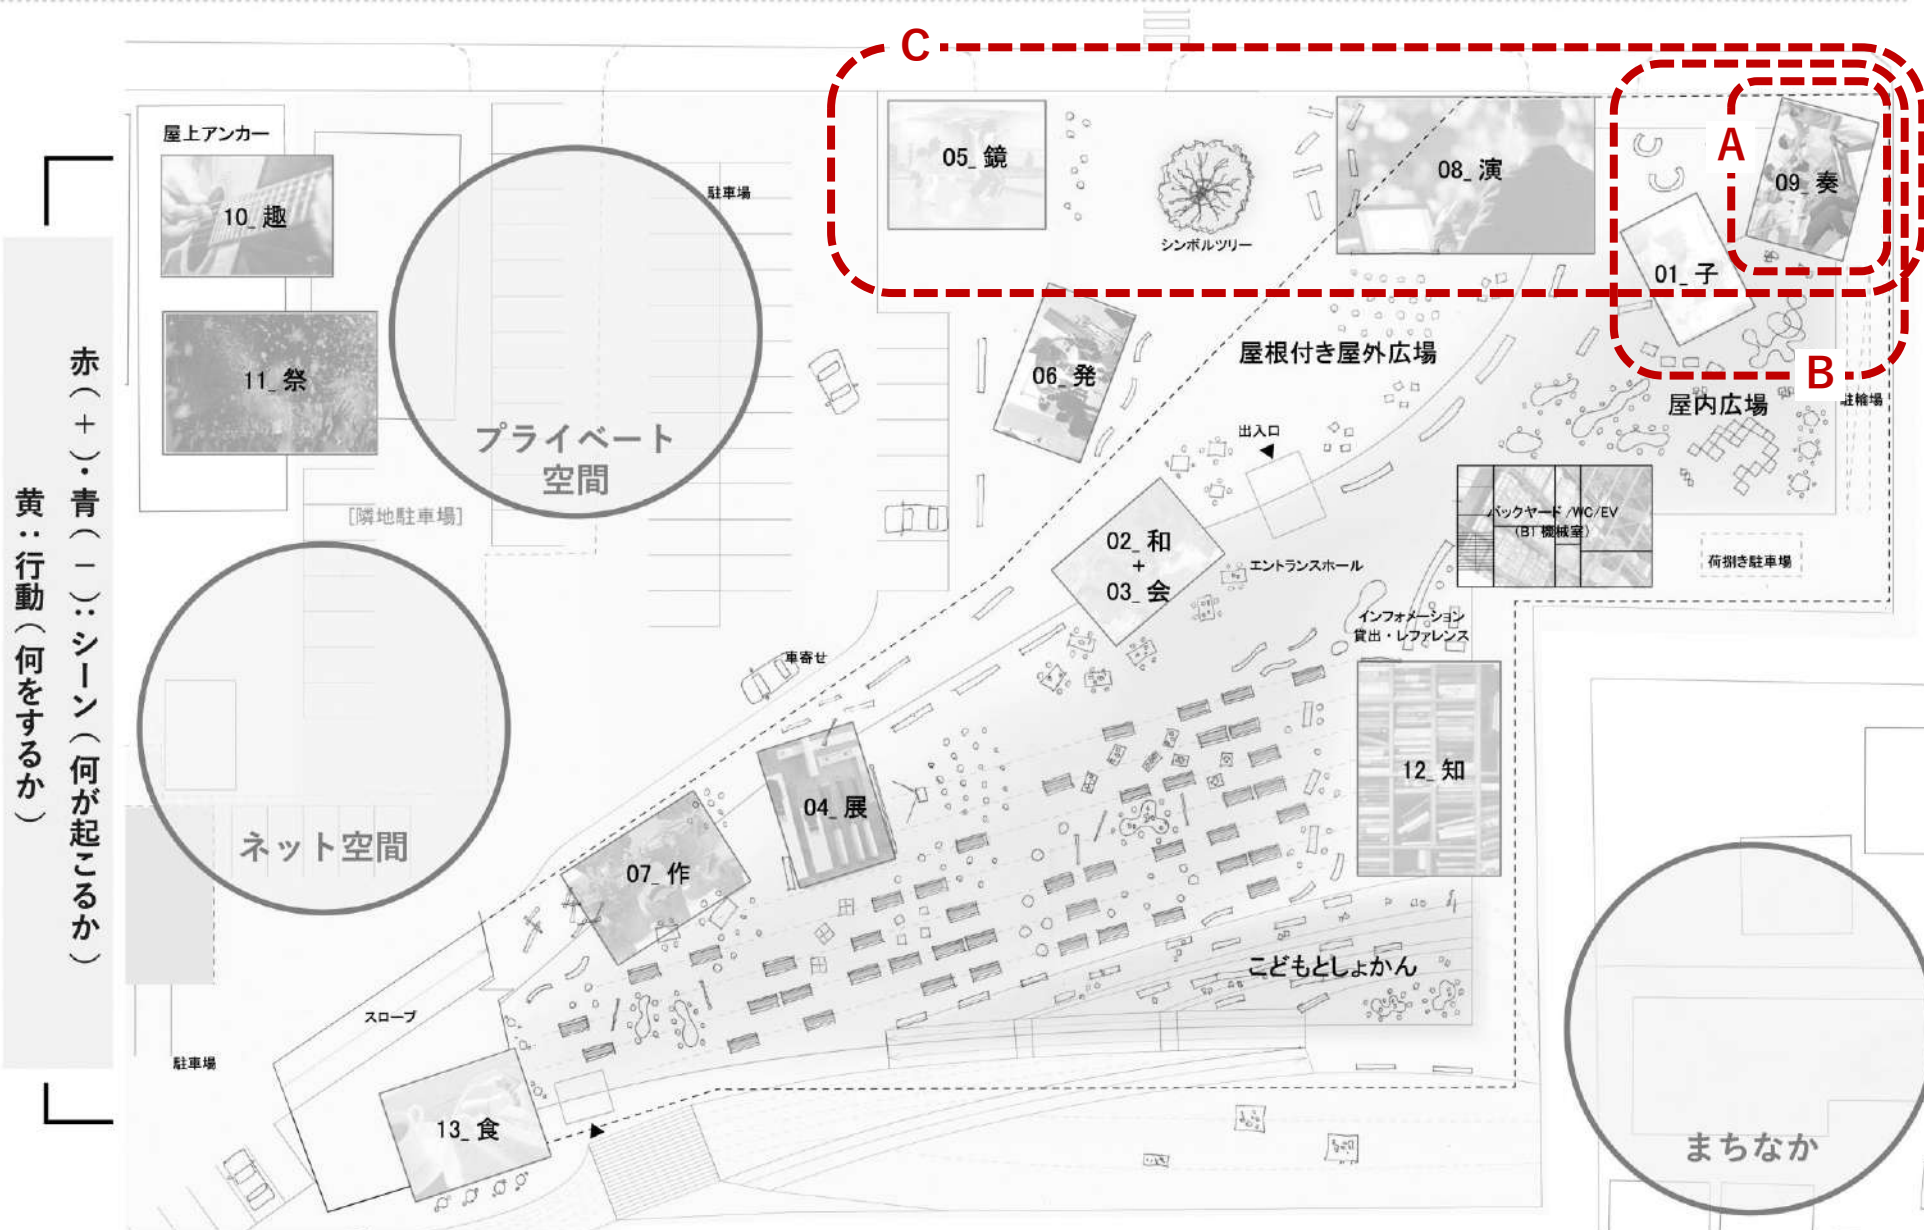 C
屋上アンカー
10_趣
11_祭
駐車場
プライベート
空間
[隣地駐車場]
05_鏡
シンボルツリー
08_演
A
09_奏
01_子
B
06_発
屋根付き屋外広場
出入口
屋内広場
駐輪場
バックヤード/WC/EV
(B1 機械室)
荷捌き駐車場
02_和
+
03_会
エントランスホール
インフォメーション
貸出・レファレンス
車寄せ
赤(+)・青(-):シーン(何が起こるか)
黄:行動(何をするか)
ネット空間
04_展
07_作
12_知
こどもとしょかん
スロープ
駐車場
13_食
まちなか